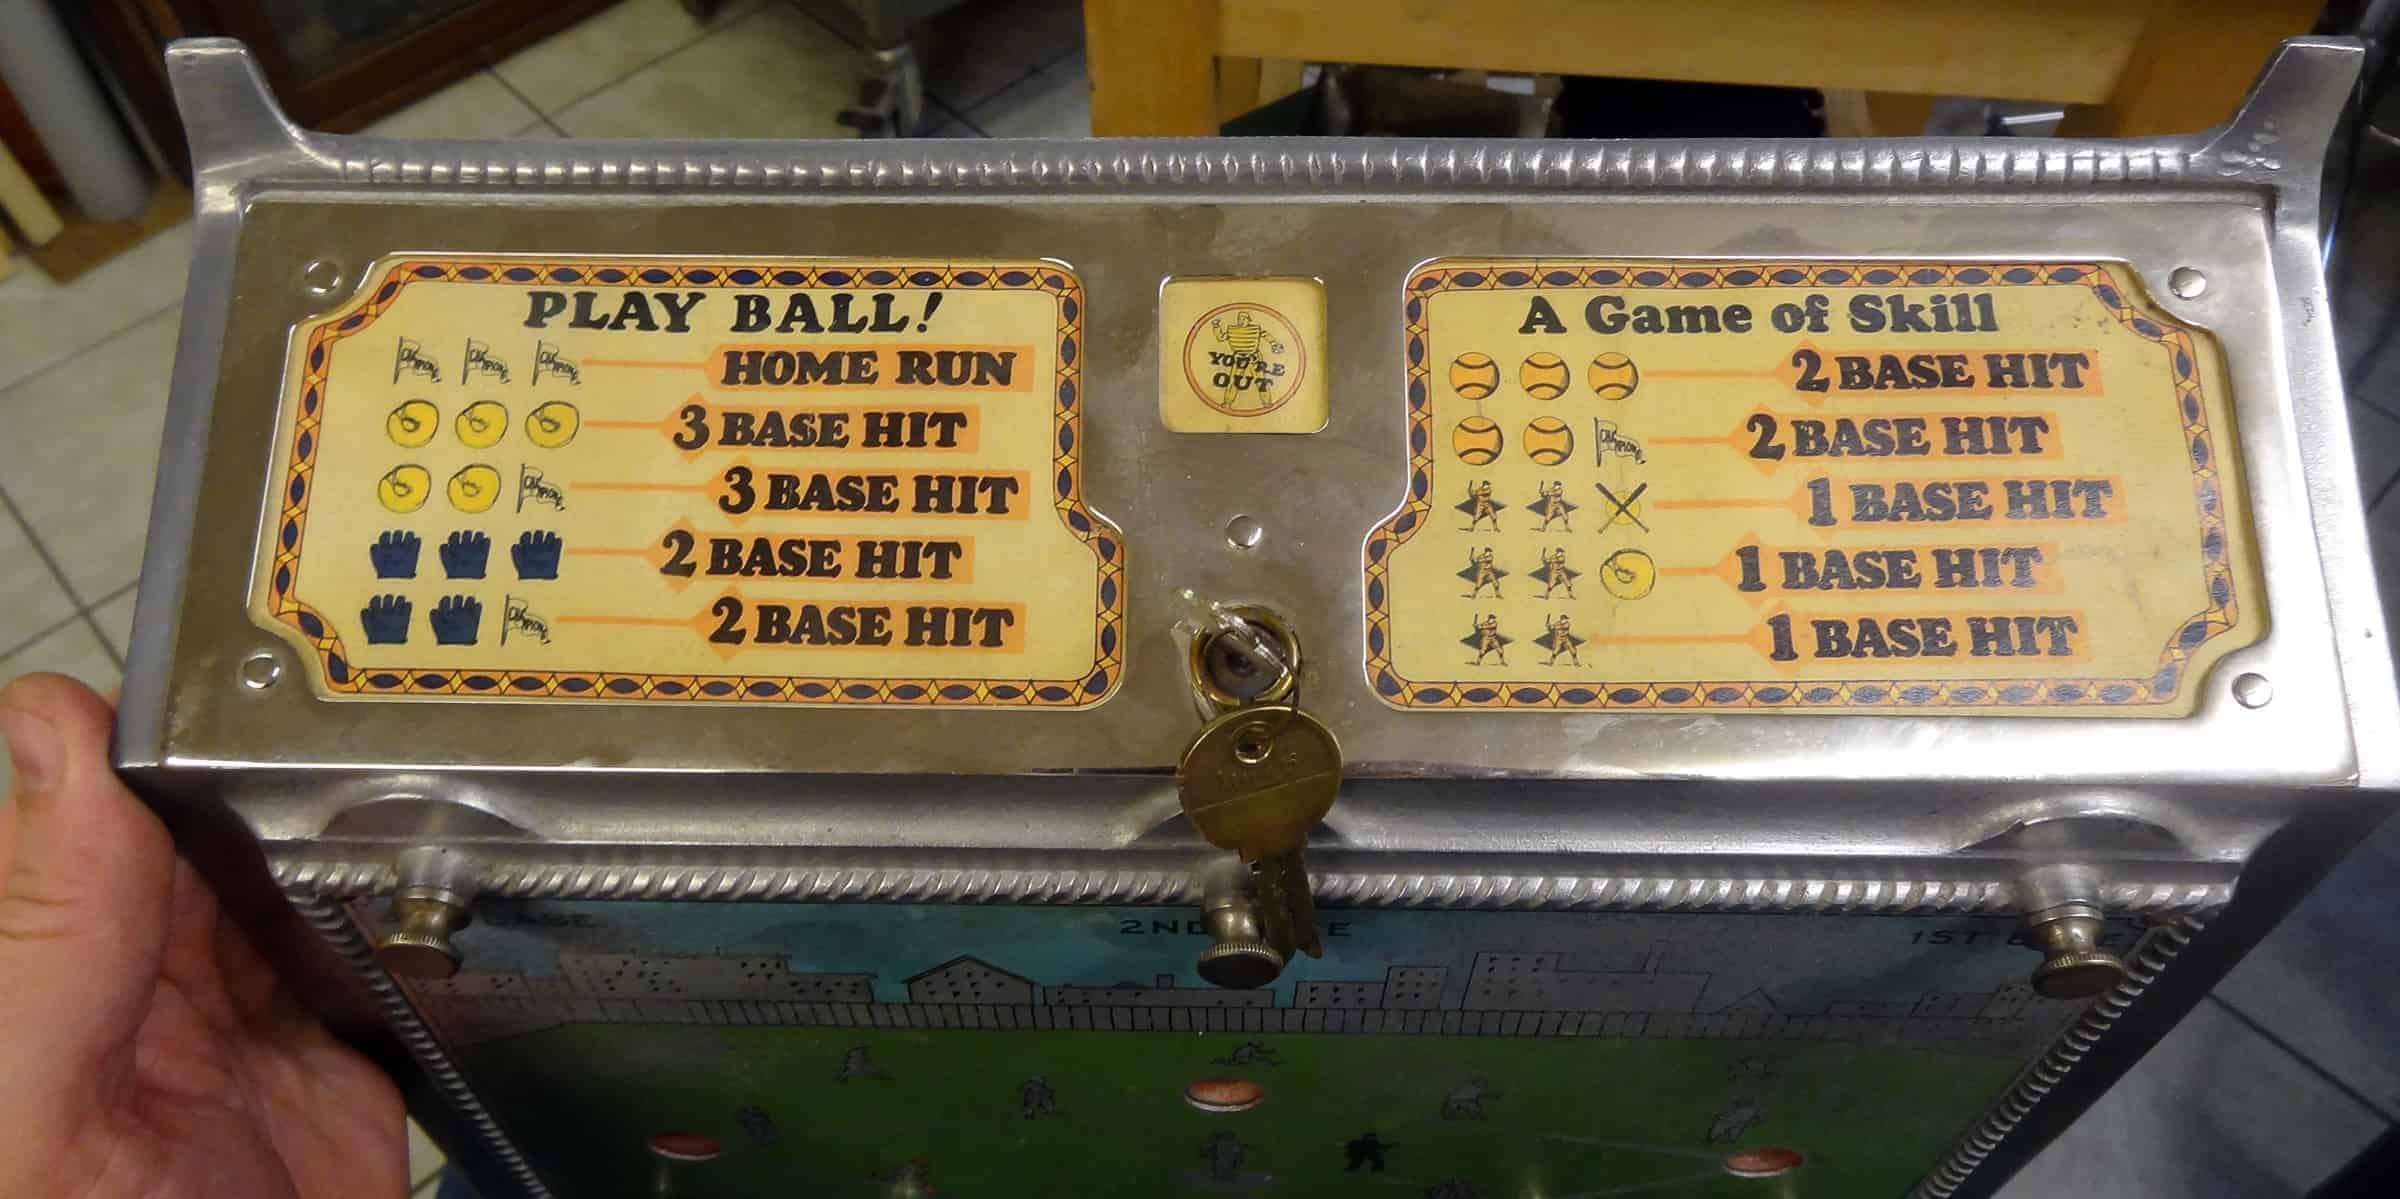 PLAY BALL!
HOME RUN
3 BASE HIT
3 BASE HIT
2 BASE HIT
2 BASE HIT
YOU'RE
OUT
A Game of Skill
2 BASE HIT
2 BASE HIT
1 BASE HIT
1 BASE HIT
1 BASE HIT
2ND
1ST